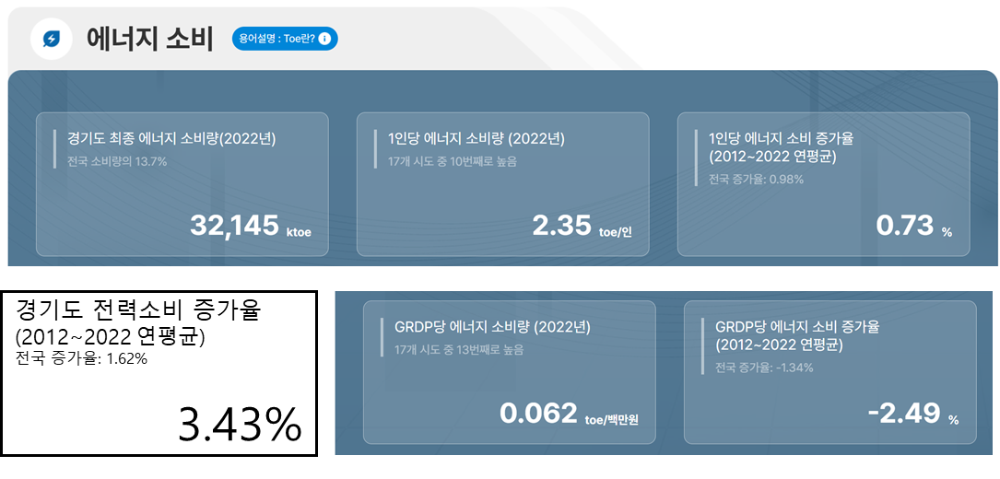 에너지 소비
용어설명 : Toe란?
경기도 최종 에너지 소비량(2022년)
전국 소비량의 13.7%
32,145 ktoe
1인당 에너지 소비량 (2022년)
17개 시도 중 10번째로 높음
2.35 toe/인
1인당 에너지 소비 증가율
(2012~2022 연평균)
전국 증가율: 0.98%
0.73 %
경기도 전력소비 증가율
(2012~2022 연평균)
전국 증가율: 1.62%
3.43%
GRDP당 에너지 소비량 (2022년)
17개 시도 중 13번째로 높음
0.062 toe/백만원
GRDP당 에너지 소비 증가율
(2012~2022 연평균)
전국 증가율: -1.34%
-2.49 %